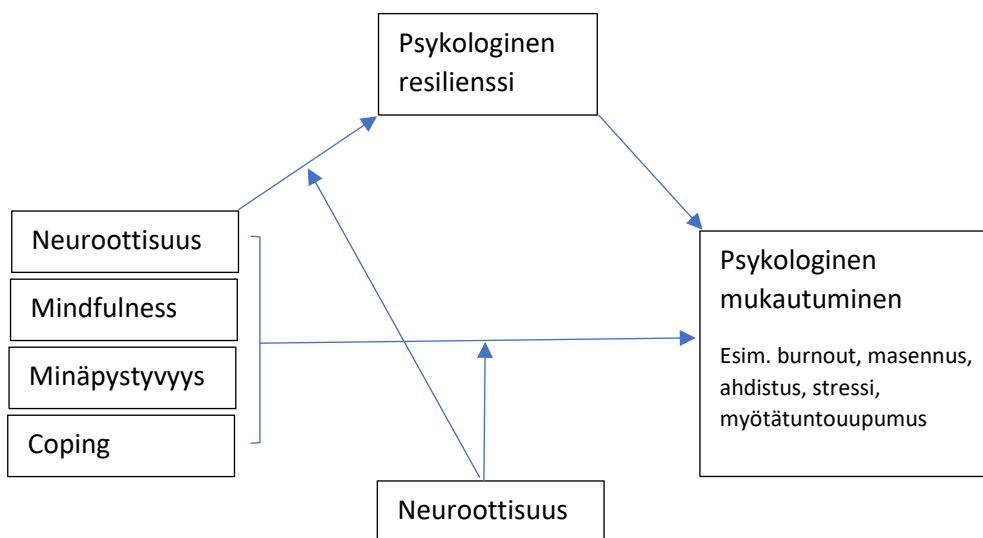 Psykologinen
resilienssi
Neuroottisuus
Mindfulness
Minäpystyvyys
Coping
Psykologinen
mukautuminen
Esim. burnout, masennus,
ahdistus, stressi,
myötätuntouupumus
Neuroottisuus